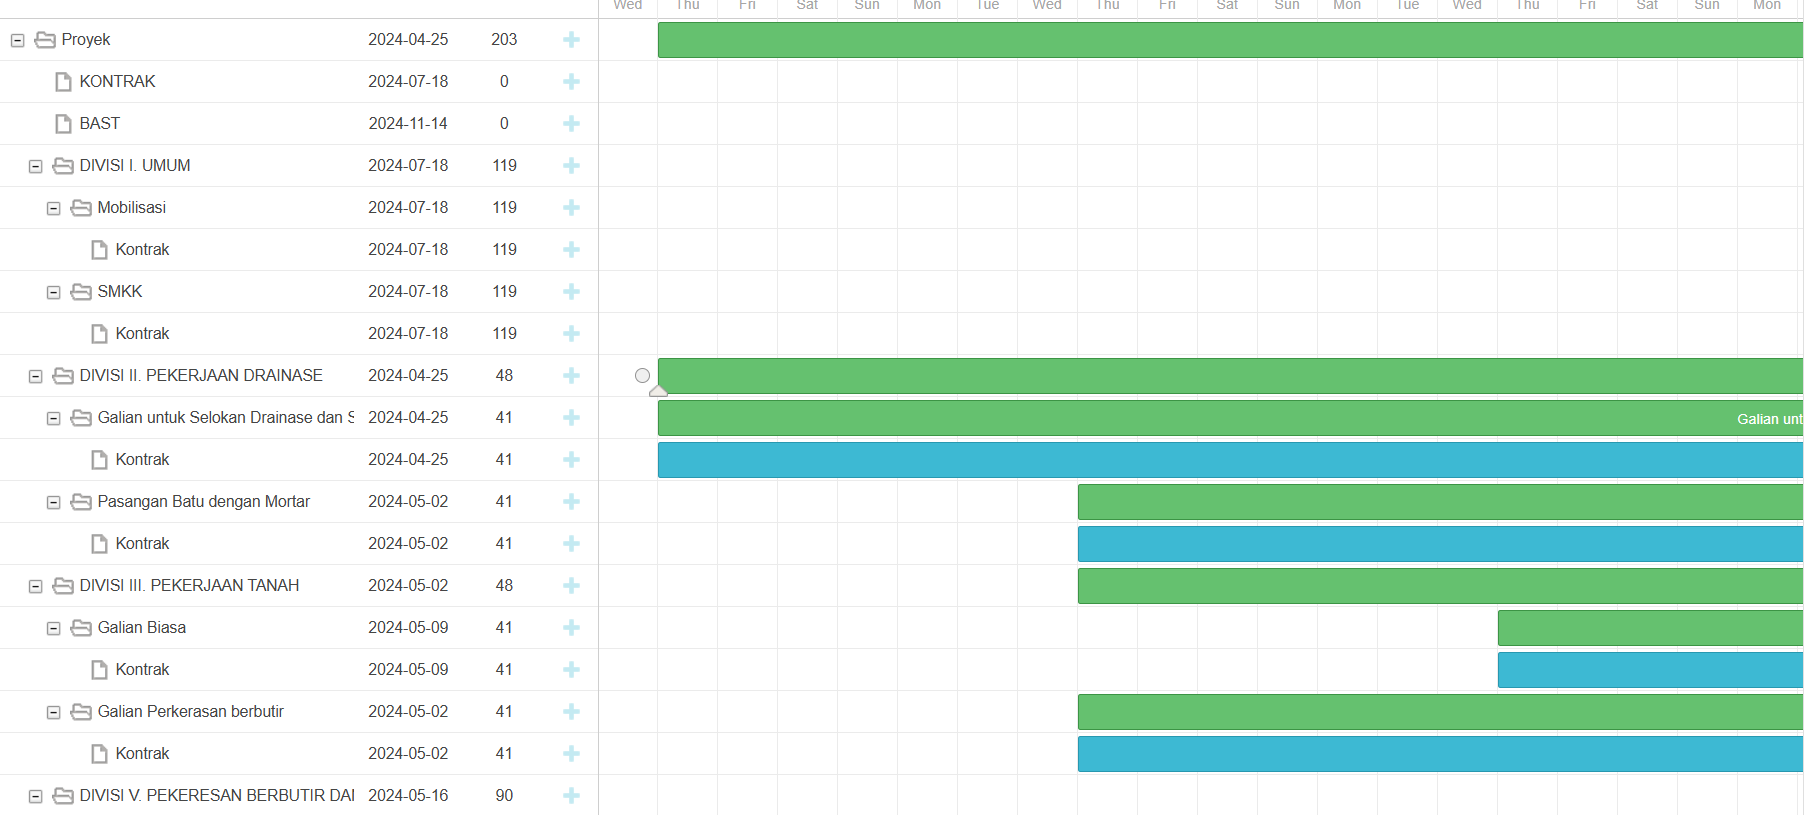 Wed Thu Fri Sat Sun Mon Tue Wed Thu Fri Sat Sun Mon Tue Wed Thu Fri Sat Sun Mon
Proyek 2024-04-25 203
KONTRAK 2024-07-18 0
BAST 2024-11-14 0
DIVISI I. UMUM 2024-07-18 119
Mobilisasi 2024-07-18 119
Kontrak 2024-07-18 119
SMKK 2024-07-18 119
Kontrak 2024-07-18 119
DIVISI II. PEKERJAAN DRAINASE 2024-04-25 48
Galian untuk Selokan Drainase dan S 2024-04-25 41 Galian unt
Kontrak 2024-04-25 41
Pasangan Batu dengan Mortar 2024-05-02 41
Kontrak 2024-05-02 41
DIVISI III. PEKERJAAN TANAH 2024-05-02 48
Galian Biasa 2024-05-09 41
Kontrak 2024-05-09 41
Galian Perkerasan berbutir 2024-05-02 41
Kontrak 2024-05-02 41
DIVISI V. PEKERESAN BERBUTIR DAI 2024-05-16 90